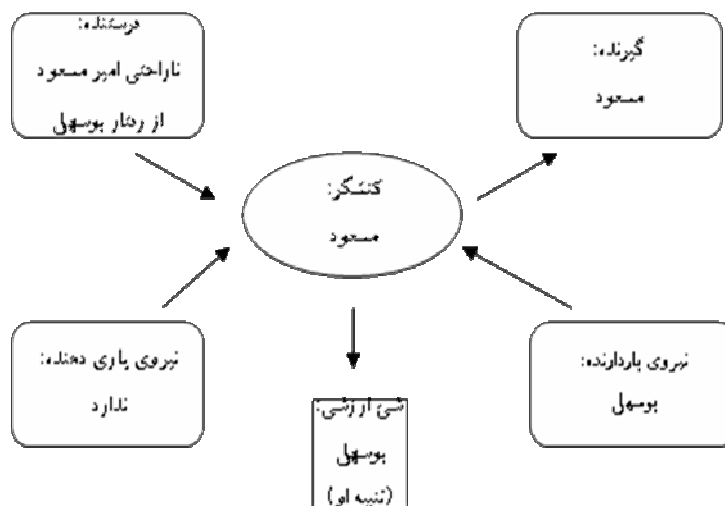 فرستنده:
ناراحتی امیر مسعود
از رفتار بوسهل
گیرنده:
مسعود
کنشگر:
مسعود
نیروی یاری دهنده:
ندارد
نیروی بازدارنده:
بوسهل
شیٔ ارزشی:
بوسهل
(تنبیه او)